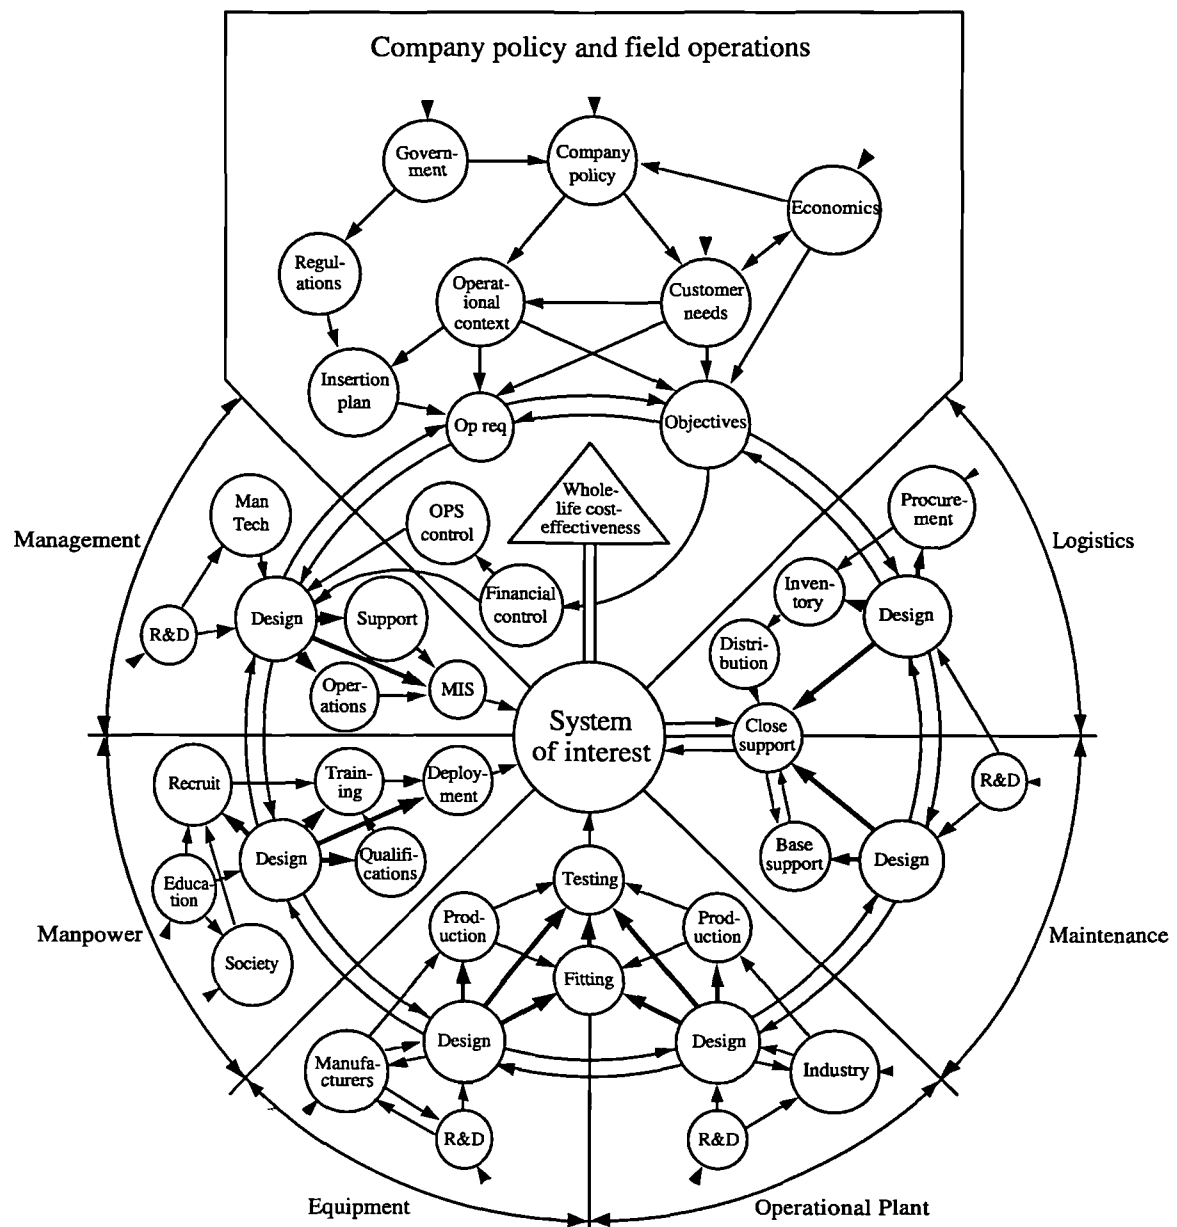 Company policy and field operations
Govern-
ment
Company
policy
Economics
Regul-
ations
Operat-
ional
context
Customer
needs
Insertion
plan
Op req
Objectives
Whole-
life cost-
effectiveness
Man
Tech
OPS
control
Procure-
ment
Management
Logistics
Financial
control
Inven-
tory
Design
Support
Design
R&D
Distri-
bution
Oper-
ations
MIS
System
of interest
Close
support
Recruit
Train-
ing
Deploy-
ment
R&D
Design
Qualifi-
cations
Base
support
Design
Educa-
tion
Testing
Manpower
Prod-
uction
Prod-
uction
Maintenance
Society
Fitting
Design
Design
Manufa-
cturers
Industry
R&D
R&D
Equipment
Operational Plant